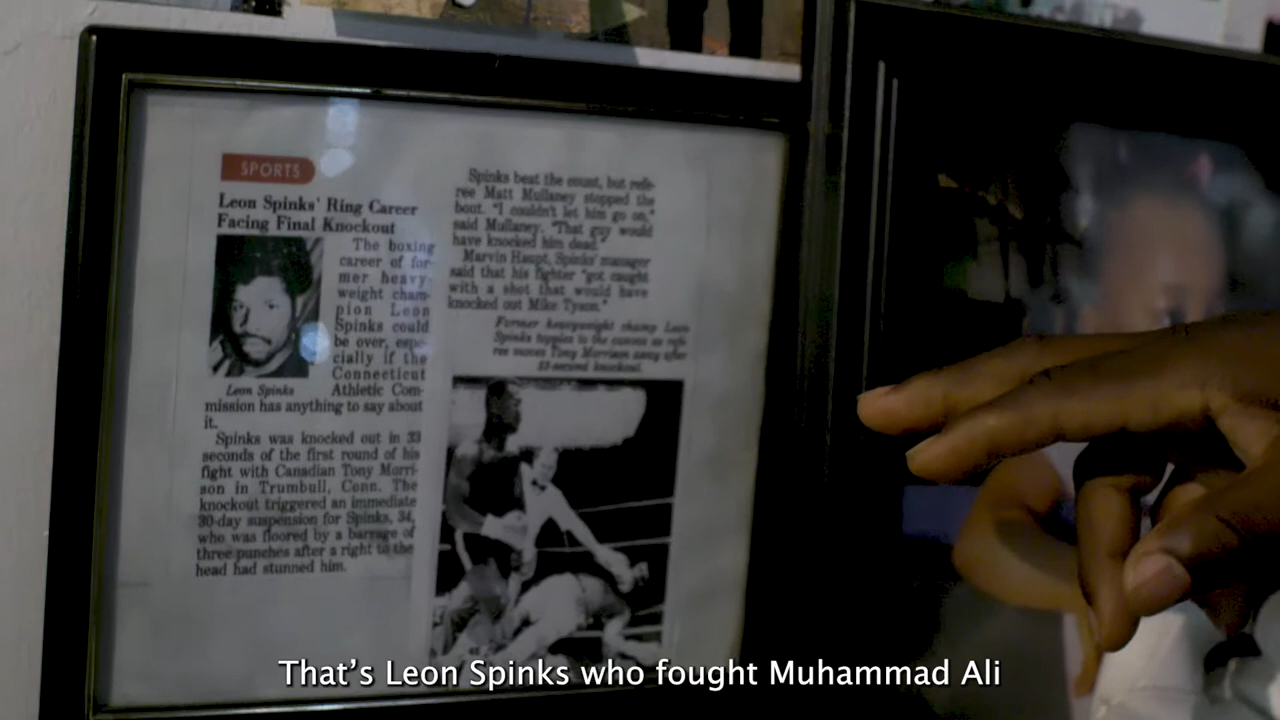 SPORTS
Leon Spinks' Ring Career
Facing Final Knockout
The boxing
career of for-
mer heavy-
weight cham-
pion Leon
Spinks could
be over, espe-
cially if the
Connecticut
Leon Spinks
Athletic Com-
mission has anything to say about
it.
Spinks was knocked out in 33
seconds of the first round of his
fight with Canadian Tony Morri-
son in Trumbull, Conn. The
knockout triggered an immediate
30-day suspension for Spinks, 34,
who was floored by a barrage of
three punches after a right to the
head had stunned him.
Spinks beat the count, but refe-
ree Matt Mullaney stopped the
bout. "I couldn't let him go on,"
said Mullaney. "That guy would
have knocked him dead."
Marvin Haupt, Spinks' manager
said that his fighter "got caught
with a shot that would have
knocked out Mike Tyson."
Former heavyweight champ Leon
Spinks topples to the canvas as refe-
ree moves Tony Morrison away after
33-second knockout.
That's Leon Spinks who fought Muhammad Ali